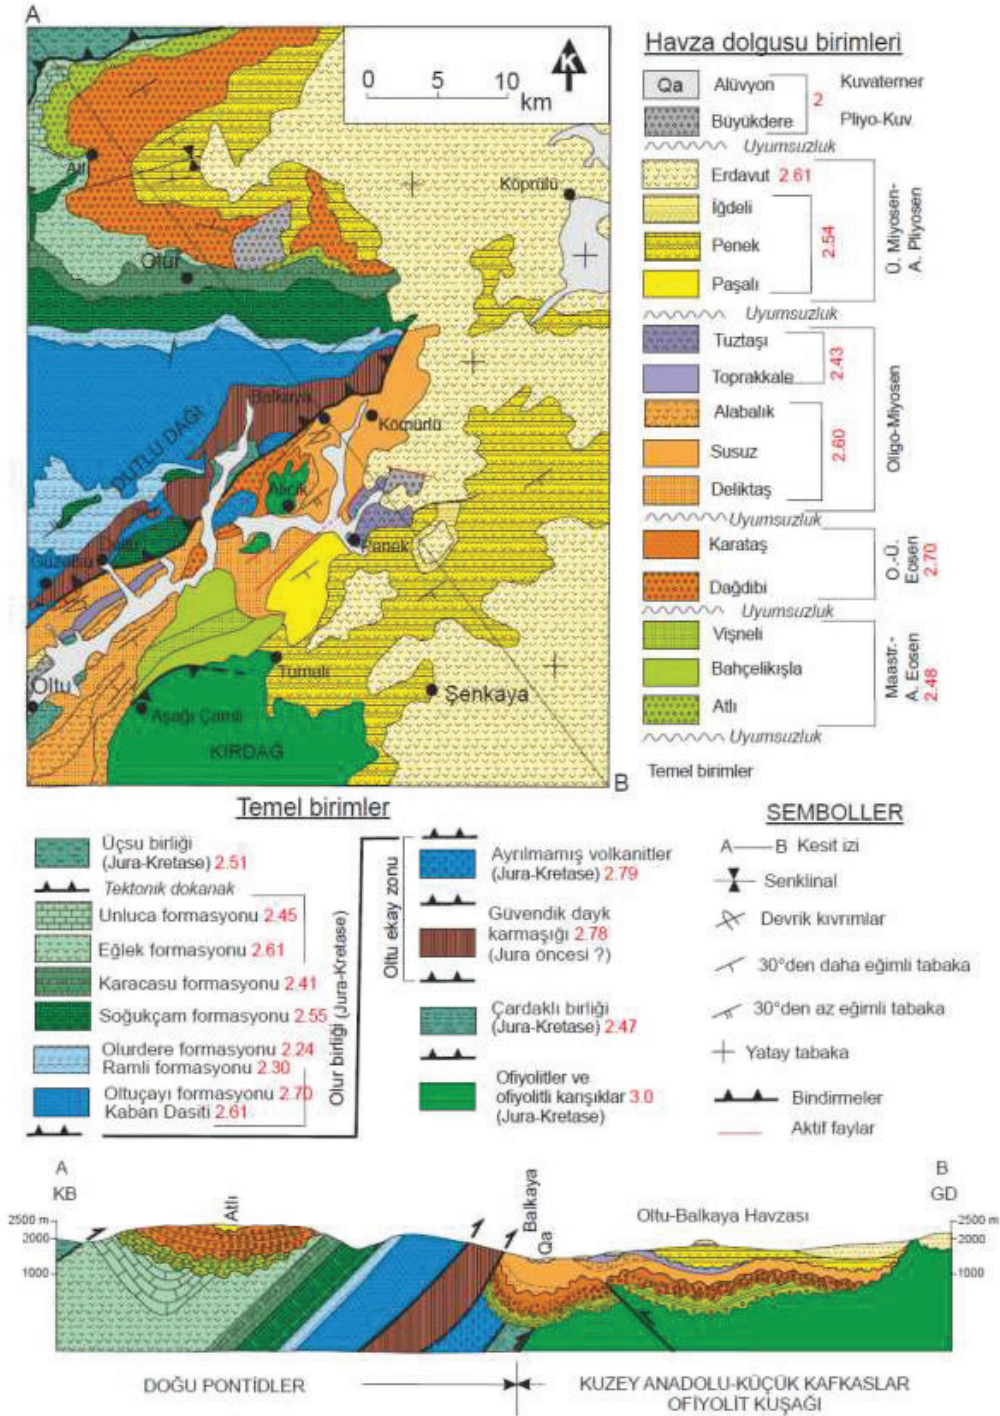 A
0 5 10
km
K
Atlı
Köprülü
Olur
DUTLU DAĞI
Balkaya
Kömürlü
Alıcık
Penek
Güzelsu
Oltu
Turnalı
Şenkaya
Aşağı Çamlı
KIRDAĞ
B
Havza dolgusu birimleri
Qa Alüvyon 2 Kuvaterner
Büyükdere Pliyo-Kuv.
Uyumsuzluk
Erdavut 2.61
İğdeli
Penek 2.54
Paşalı
Ü. Miyosen-
A. Pliyosen
Uyumsuzluk
Tuztaşı
Toprakkale 2.43
Alabalık
Susuz 2.60
Deliktaş
Oligo-Miyosen
Uyumsuzluk
Karataş
Dağdibi
O.-Ü.
Eosen
2.70
Uyumsuzluk
Vişneli
Bahçelikışla
Atlı
Maastr.-
A. Eosen
2.48
Uyumsuzluk
Temel birimler
Temel birimler
Üçsu birliği
(Jura-Kretase) 2.51
Tektonik dokanak
Unluca formasyonu 2.45
Eğlek formasyonu 2.61
Karacasu formasyonu 2.41
Soğukçam formasyonu 2.55
Olurdere formasyonu 2.24
Ramli formasyonu 2.30
Oltuçayı formasyonu 2.70
Kaban Dasiti 2.61
Olur birliği (Jura-Kretase)
Oltu ekay zonu
Ayrılmamış volkanitler
(Jura-Kretase) 2.79
Güvendik dayk
karmaşığı 2.78
(Jura öncesi ?)
Çardaklı birliği
(Jura-Kretase) 2.47
Ofiyolitler ve
ofiyolitli karışıklar 3.0
(Jura-Kretase)
SEMBOLLER
A B Kesit izi
Senklinal
Devrik kıvrımlar
30°den daha eğimli tabaka
30°den az eğimli tabaka
Yatay tabaka
Bindirmeler
Aktif faylar
A
KB
B
GD
2500 m
2000
1000
Atlı
Balkaya
Qa
Oltu-Balkaya Havzası
2500 m
2000
1000
DOĞU PONTİDLER
KUZEY ANADOLU-KÜÇÜK KAFKASLAR
OFİYOLİT KUŞAĞI